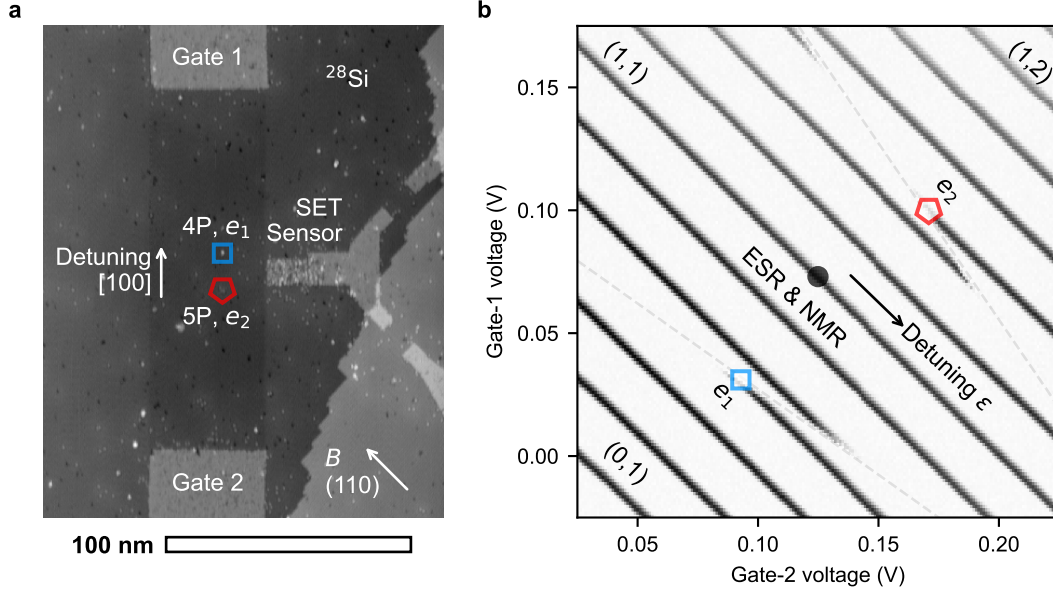 a
Gate 1
²⁸Si
SET
Sensor
4P, e₁
Detuning
[100]
5P, e₂
B
(110)
Gate 2
100 nm
b
(1,1)
(1,2)
e₂
ESR & NMR
Detuning ε
e₁
(0,1)
0.15
0.10
0.05
0.00
Gate-1 voltage (V)
0.05
0.10
0.15
0.20
Gate-2 voltage (V)